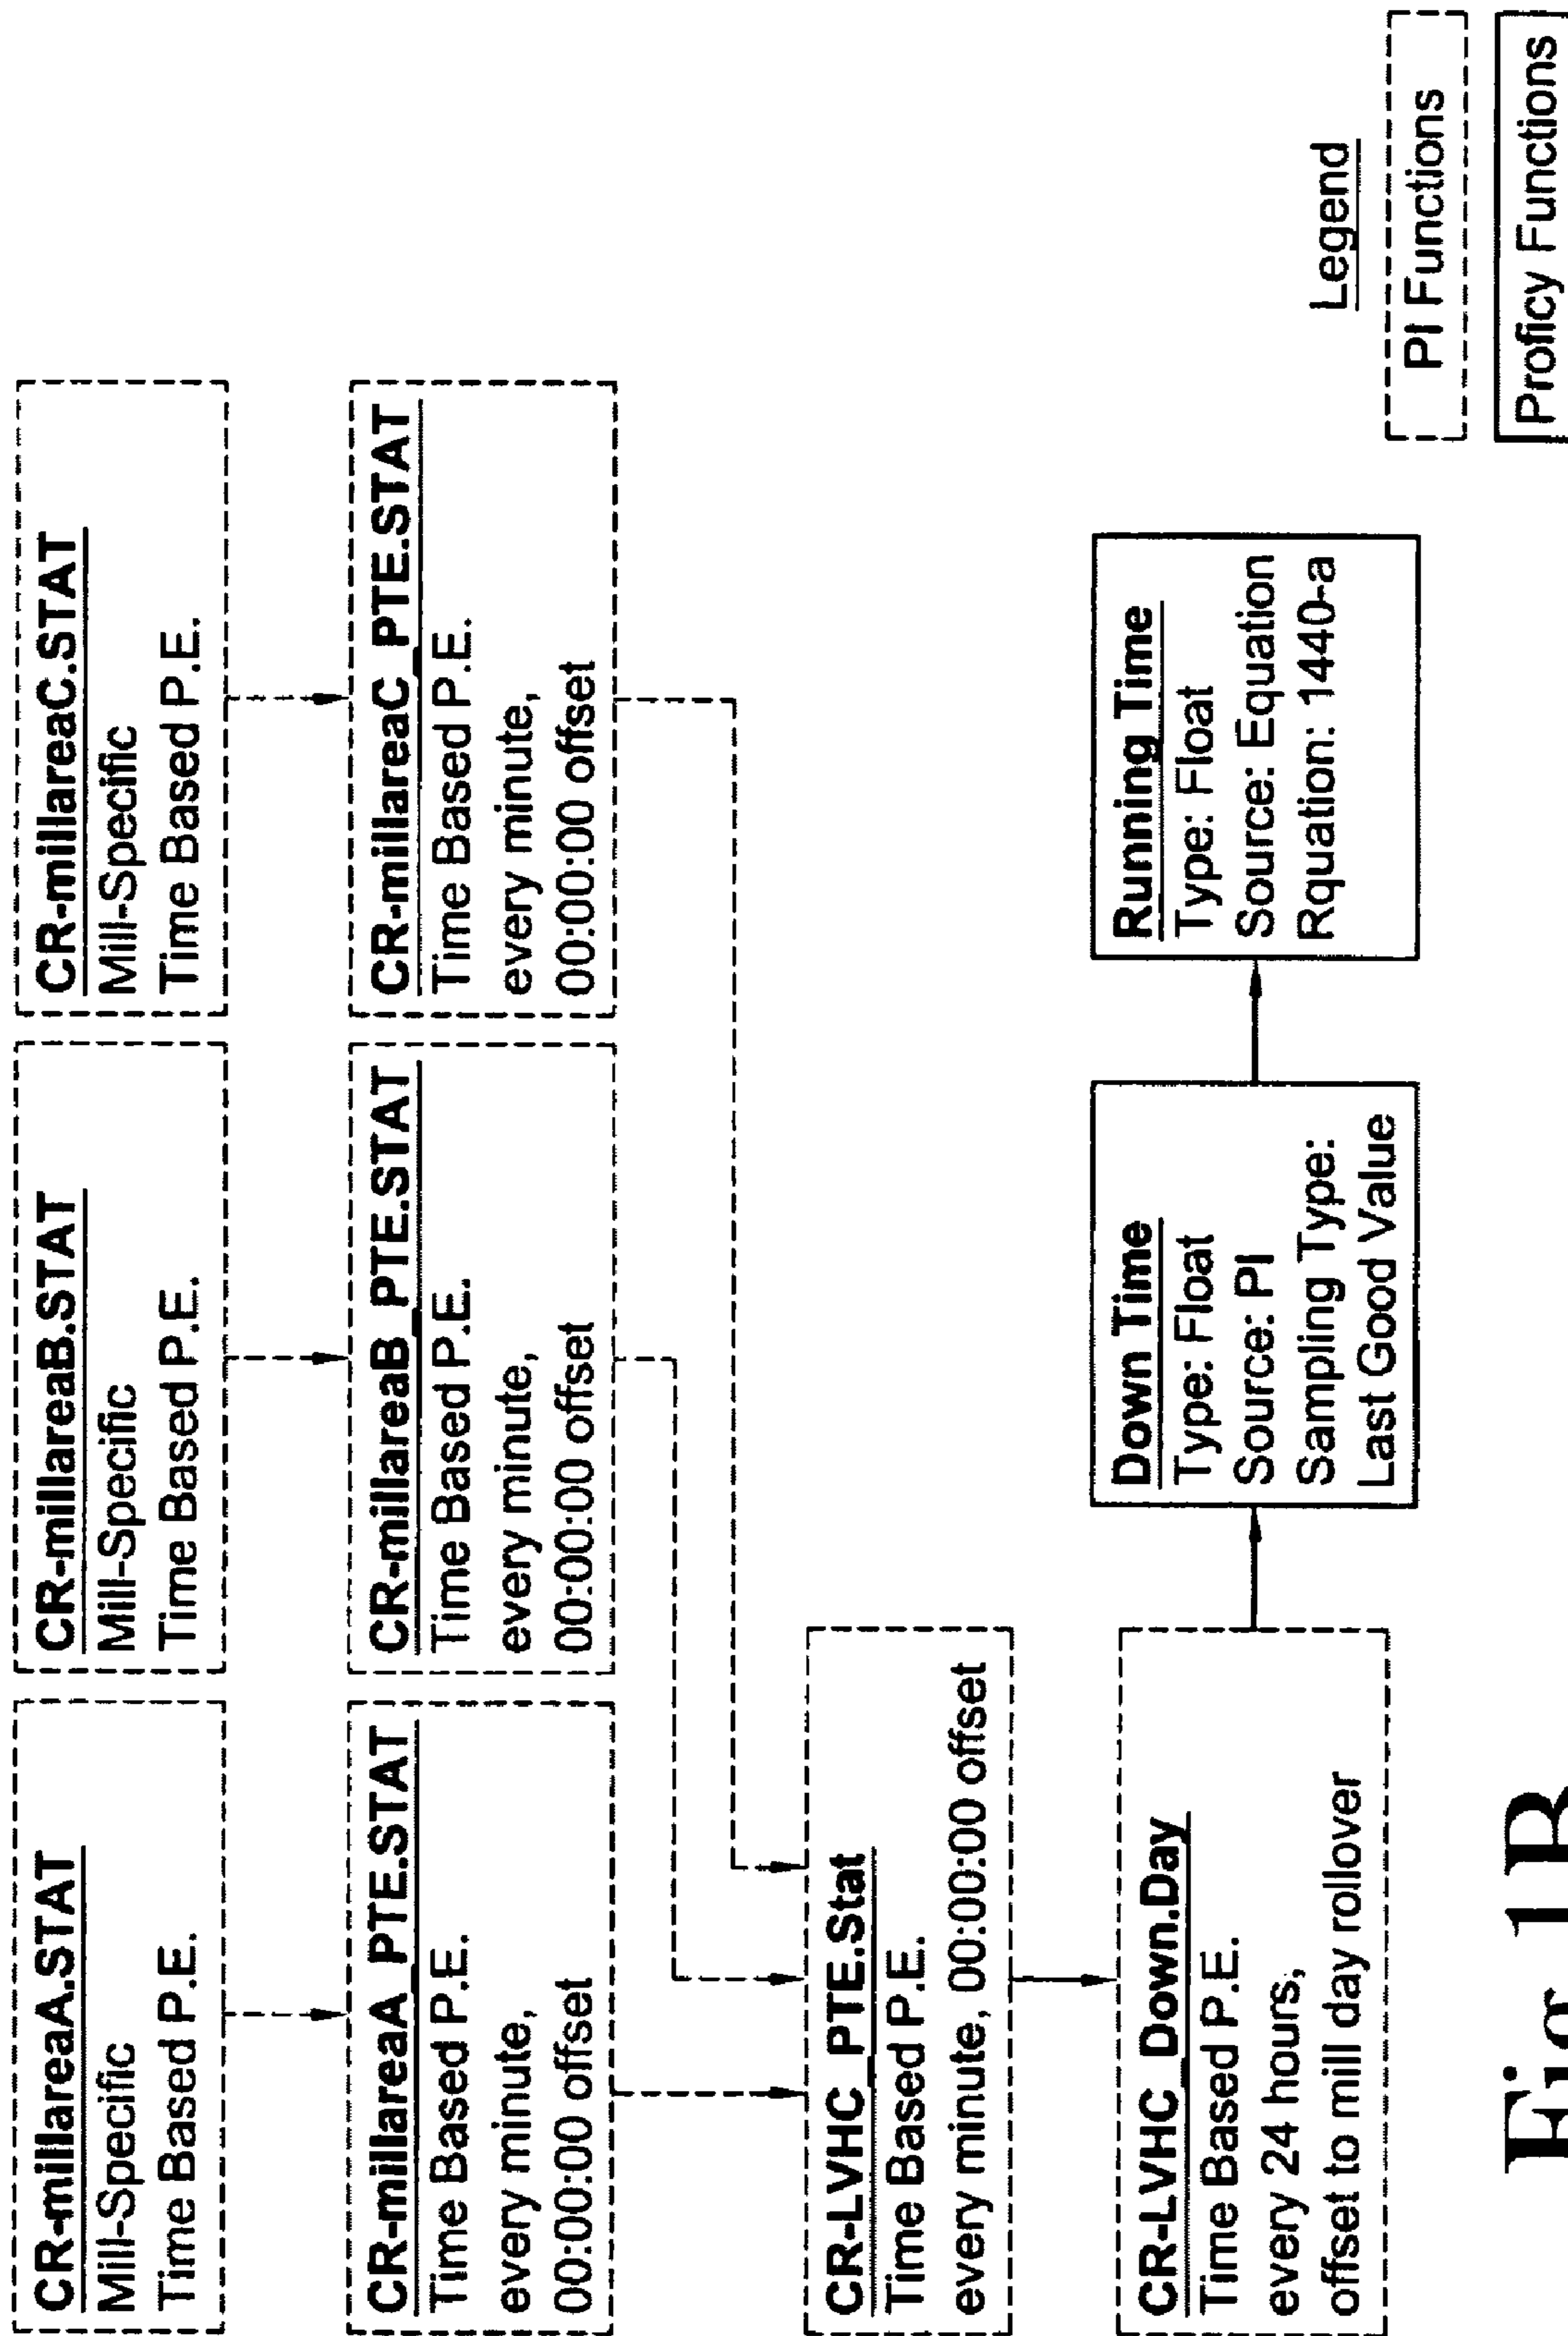 CR-millareaA.STAT
Mill-Specific
Time Based P.E.
CR-millareaB.STAT
Mill-Specific
Time Based P.E.
CR-millareaC.STAT
Mill-Specific
Time Based P.E.
CR-millareaA_PTE.STAT
Time Based P.E.
every minute,
00:00:00 offset
CR-millareaB_PTE.STAT
Time Based P.E.
every minute,
00:00:00 offset
CR-millareaC_PTE.STAT
Time Based P.E.
every minute,
00:00:00 offset
CR-LVHC_PTE.Stat
Time Based P.E.
every minute, 00:00:00 offset
CR-LVHC_Down.Day
Time Based P.E.
every 24 hours,
offset to mill day rollover
Down Time
Type: Float
Source: PI
Sampling Type:
Last Good Value
Running Time
Type: Float
Source: Equation
Rquation: 1440-a
Legend
PI Functions
Proficy Functions
Fig 1B